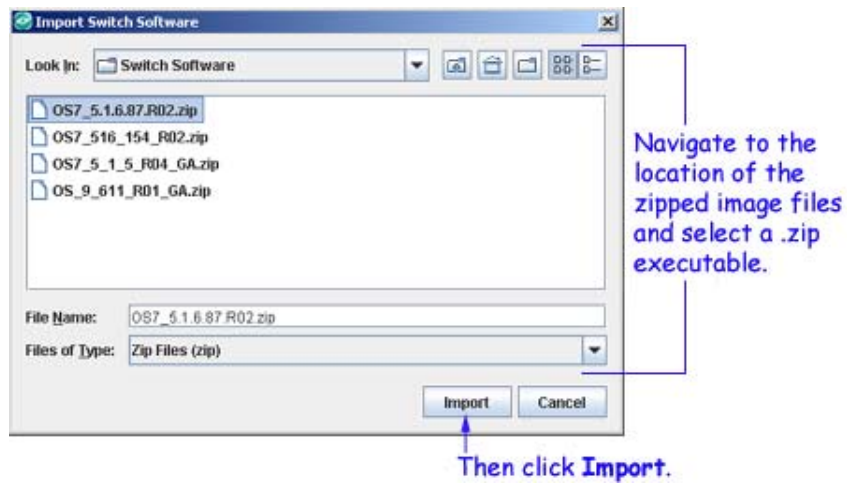 Import Switch Software
Look In: Switch Software
OS7_5.1.6.87.R02.zip
OS7_516_154_R02.zip
OS7_5_1_5_R04_GA.zip
OS_9_611_R01_GA.zip
File Name: OS7_5.1.6.87.R02.zip
Files of Type: Zip Files (zip)
Import Cancel
Navigate to the
location of the
zipped image files
and select a .zip
executable.
Then click Import.